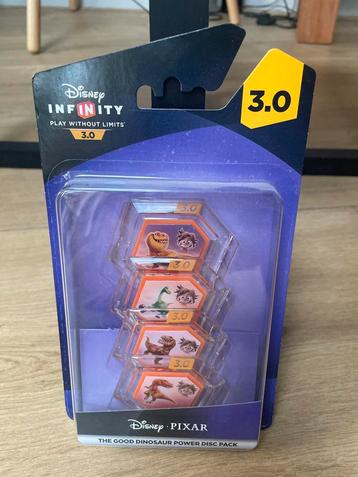 Disney
INFINITY
PLAY WITHOUT LIMITS
3.0
3.0
3.0
3.0
3.0
3.0
Disney · PIXAR
THE GOOD DINOSAUR POWER DISC PACK